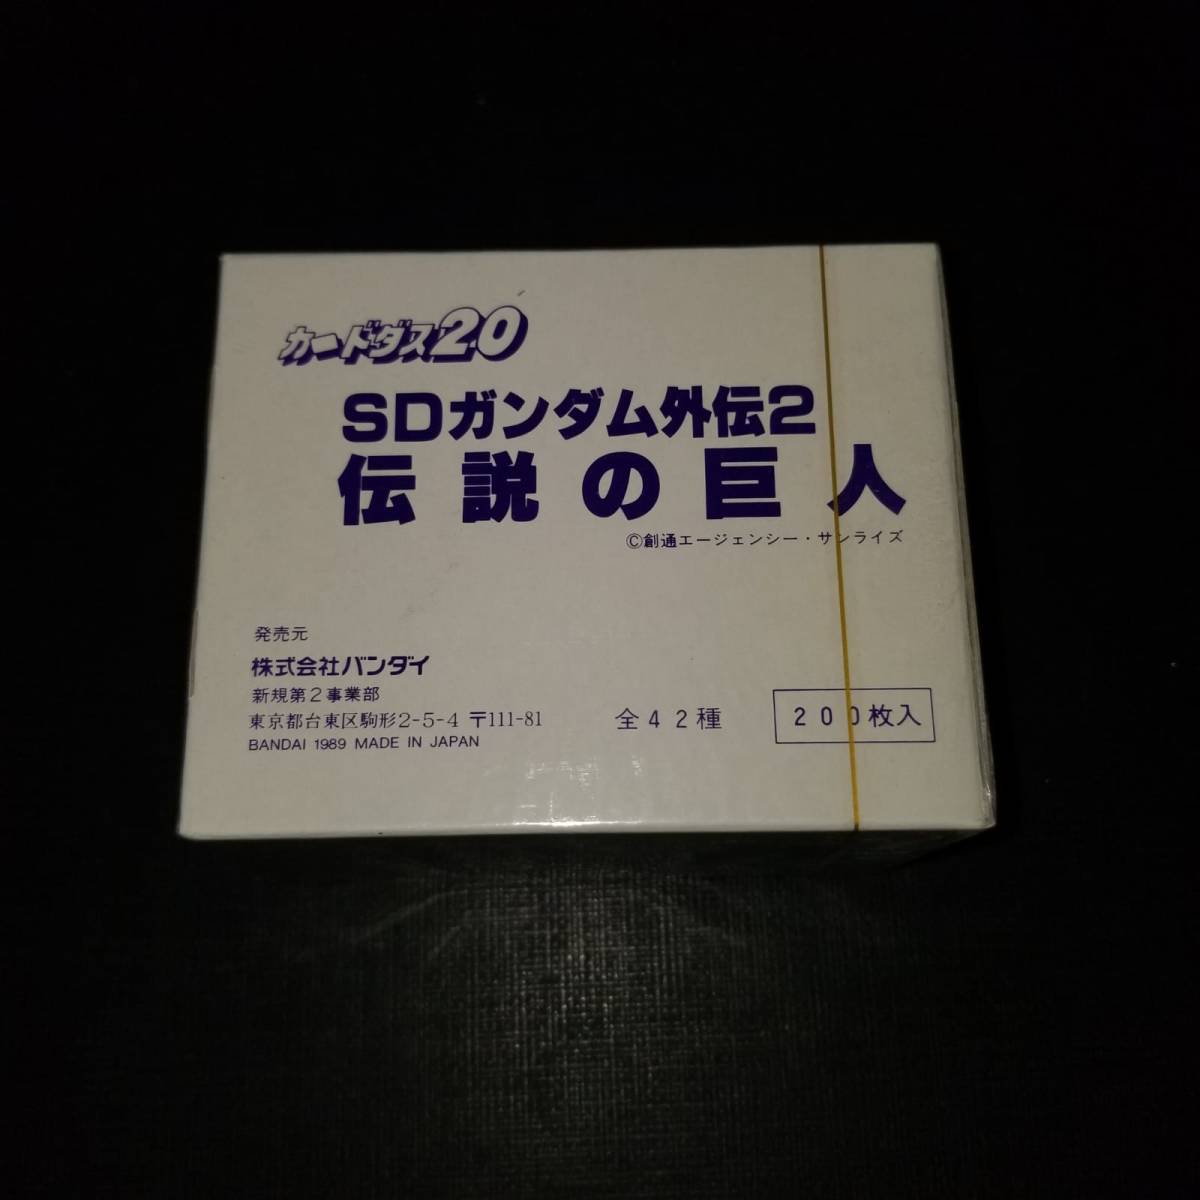 カードダス20
SDガンダム外伝2
伝説の巨人
©創通エージェンシー・サンライズ
発売元
株式会社バンダイ
新規第2事業部
東京都台東区駒形2-5-4 〒111-81
BANDAI 1989 MADE IN JAPAN
全42種
200枚入